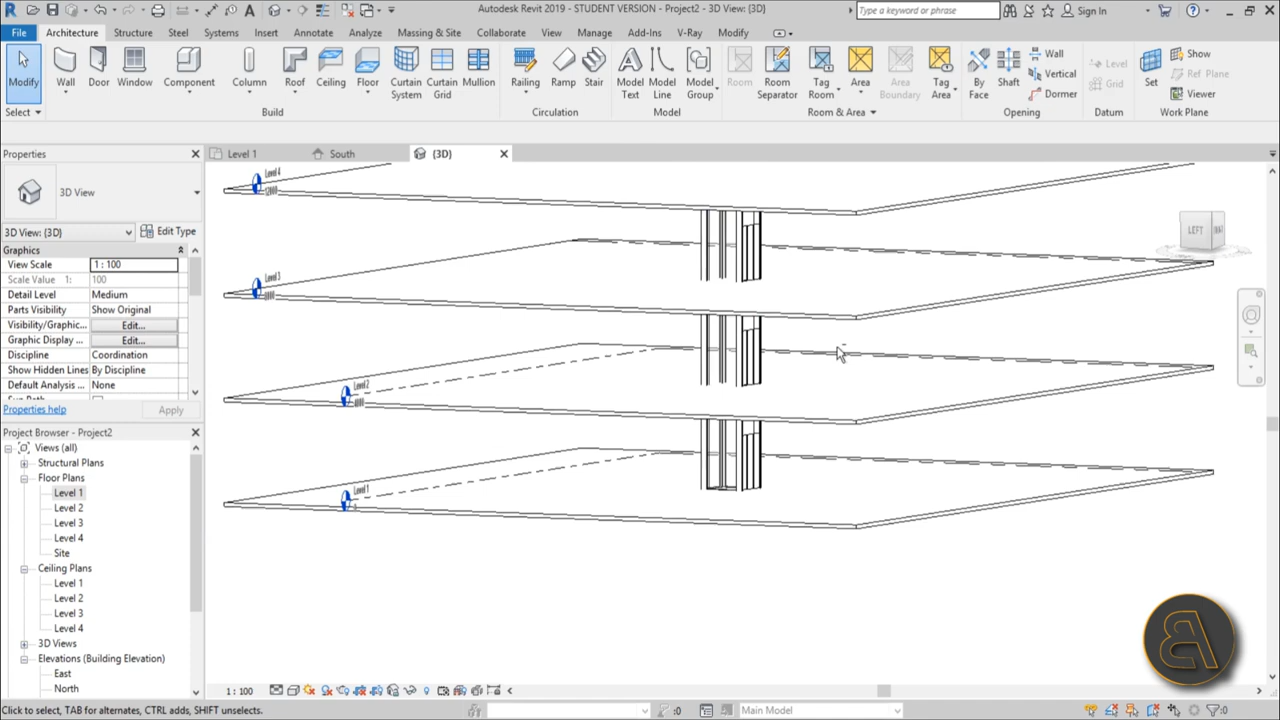 Autodesk Revit 2019 - STUDENT VERSION - Project2 - 3D View: {3D}
Type a keyword or phrase
Sign In
File Architecture Structure Steel Systems Insert Annotate Analyze Massing & Site Collaborate View Manage Add-Ins V-Ray Modify
Modify
Wall
Door
Window
Component
Column
Roof
Ceiling
Floor
Curtain System
Curtain Grid
Mullion
Railing
Ramp
Stair
Model Text
Model Line
Model Group
Room
Room Separator
Tag Room
Area
Area Boundary
Tag Area
By Face
Shaft
Wall
Vertical
Dormer
Level
Grid
Set
Show
Ref Plane
Viewer
Select
Build
Circulation
Model
Room & Area
Opening
Datum
Work Plane
Properties
Level 1
South
{3D}
3D View
3D View: {3D}
Edit Type
Graphics
View Scale 1 : 100
Scale Value 1: 100
Detail Level Medium
Parts Visibility Show Original
Visibility/Graphic... Edit...
Graphic Display ... Edit...
Discipline Coordination
Show Hidden Lines By Discipline
Default Analysis ... None
Properties help
Apply
Project Browser - Project2
Views (all)
Structural Plans
Floor Plans
Level 1
Level 2
Level 3
Level 4
Site
Ceiling Plans
Level 1
Level 2
Level 3
Level 4
3D Views
Elevations (Building Elevation)
East
North
Level 4
Level 3
Level 2
Level 1
LEFT
1 : 100
Click to select, TAB for alternates, CTRL adds, SHIFT unselects.
:0
Main Model
:0